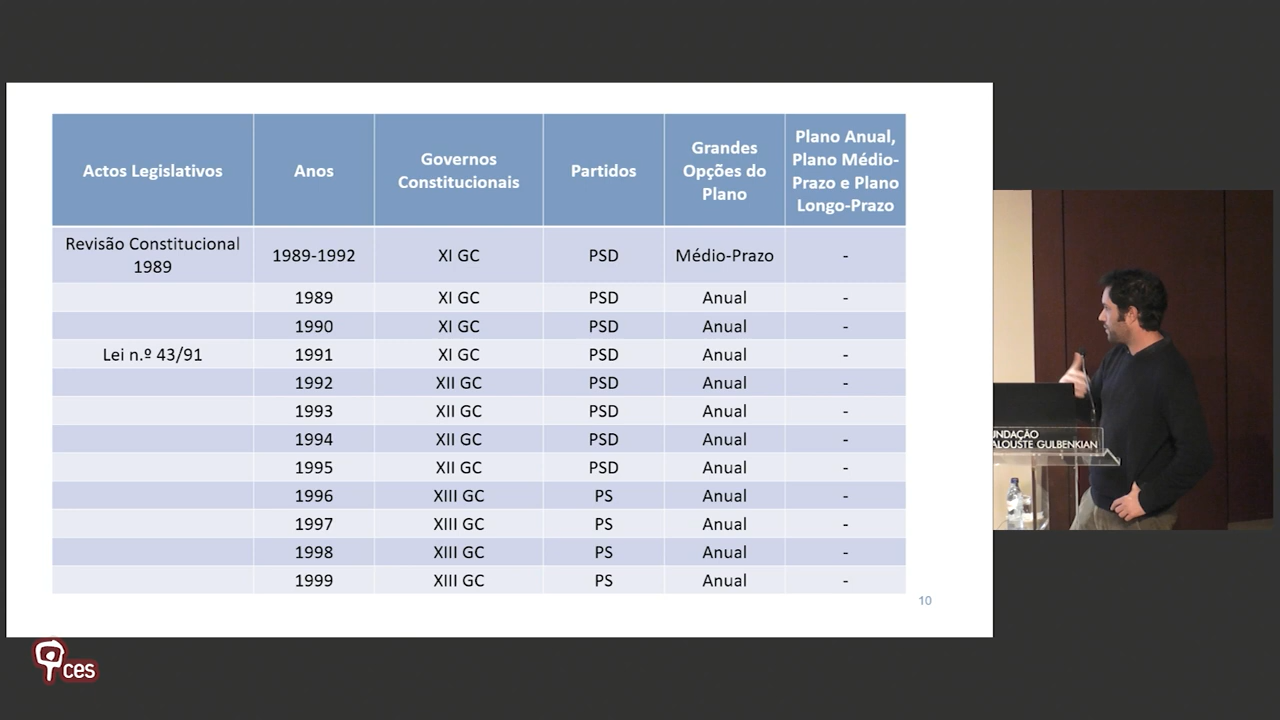 Actos Legislativos
Anos
Governos
Constitucionais
Partidos
Grandes
Opções do
Plano
Plano Anual,
Plano Médio-
Prazo e Plano
Longo-Prazo
Revisão Constitucional
1989
1989-1992
XI GC
PSD
Médio-Prazo
-
1989
XI GC
PSD
Anual
-
1990
XI GC
PSD
Anual
-
Lei n.º 43/91
1991
XI GC
PSD
Anual
-
1992
XII GC
PSD
Anual
-
1993
XII GC
PSD
Anual
-
1994
XII GC
PSD
Anual
-
1995
XII GC
PSD
Anual
-
1996
XIII GC
PS
Anual
-
1997
XIII GC
PS
Anual
-
1998
XIII GC
PS
Anual
-
1999
XIII GC
PS
Anual
-
10
UNDAÇÃO
ALOUSTE GULBENKIAN
ces